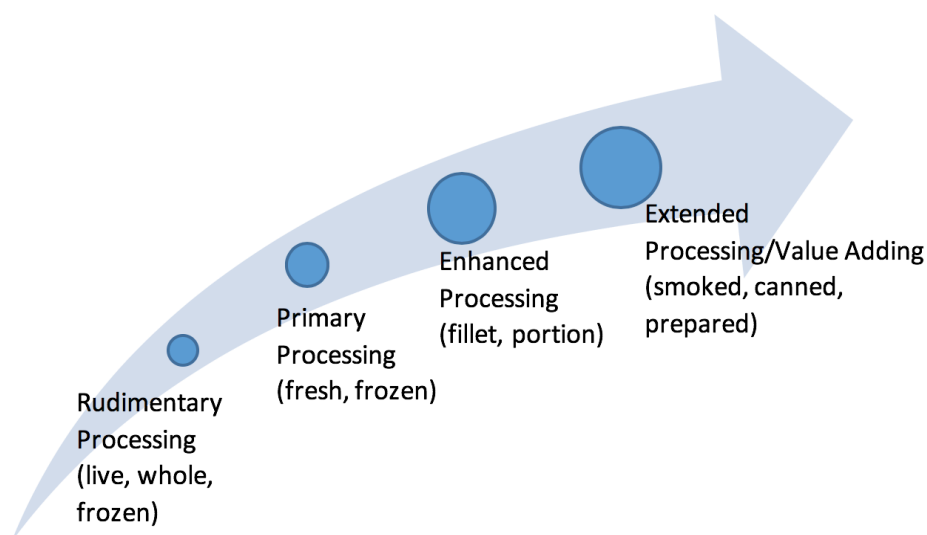 Rudimentary
Processing
(live, whole,
frozen)
Primary
Processing
(fresh, frozen)
Enhanced
Processing
(fillet, portion)
Extended
Processing/Value Adding
(smoked, canned,
prepared)